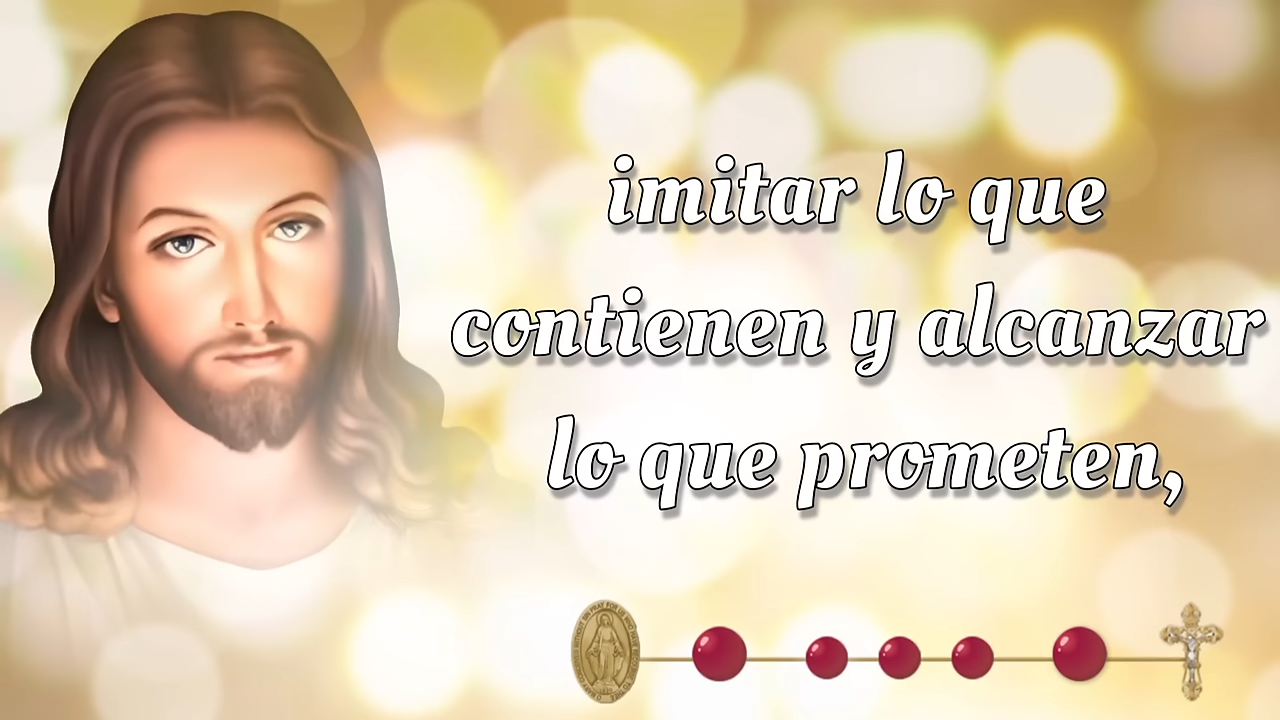 imitar lo que
contienen y alcanzar
lo que prometen,